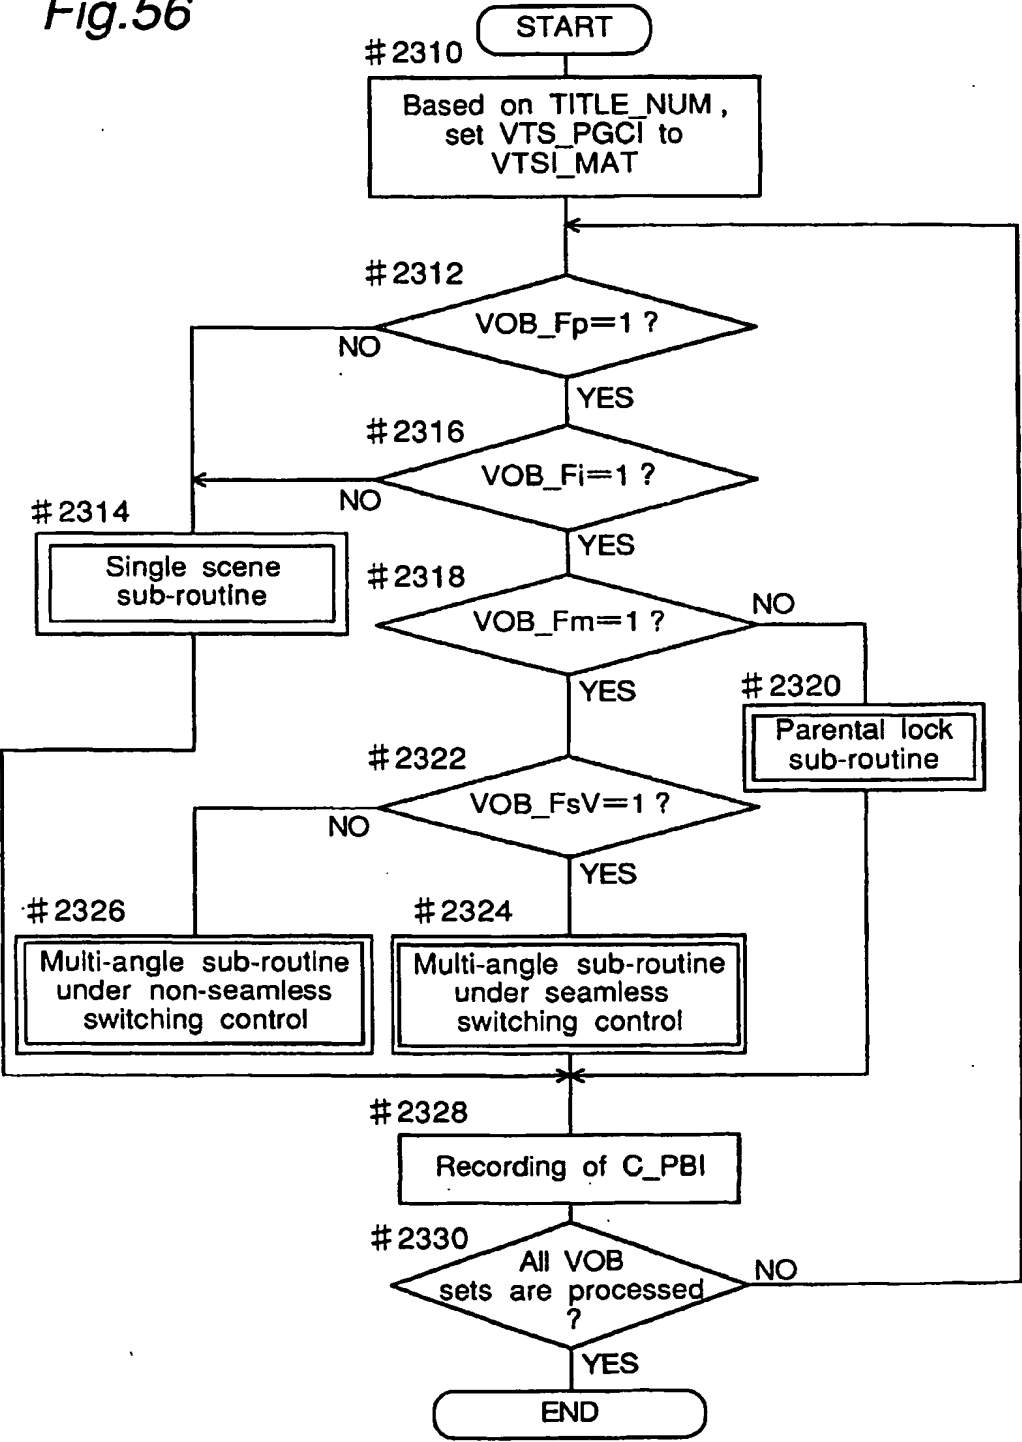 Fig.56
START
#2310
Based on TITLE_NUM,
set VTS_PGCI to
VTSI_MAT
#2312
VOB_Fp=1 ?
NO
YES
#2316
VOB_Fi=1 ?
NO
YES
#2314
Single scene
sub-routine
#2318
VOB_Fm=1 ?
NO
YES
#2320
Parental lock
sub-routine
#2322
VOB_FsV=1 ?
NO
YES
#2326
Multi-angle sub-routine
under non-seamless
switching control
#2324
Multi-angle sub-routine
under seamless
switching control
#2328
Recording of C_PBI
#2330
All VOB
sets are processed
?
NO
YES
END